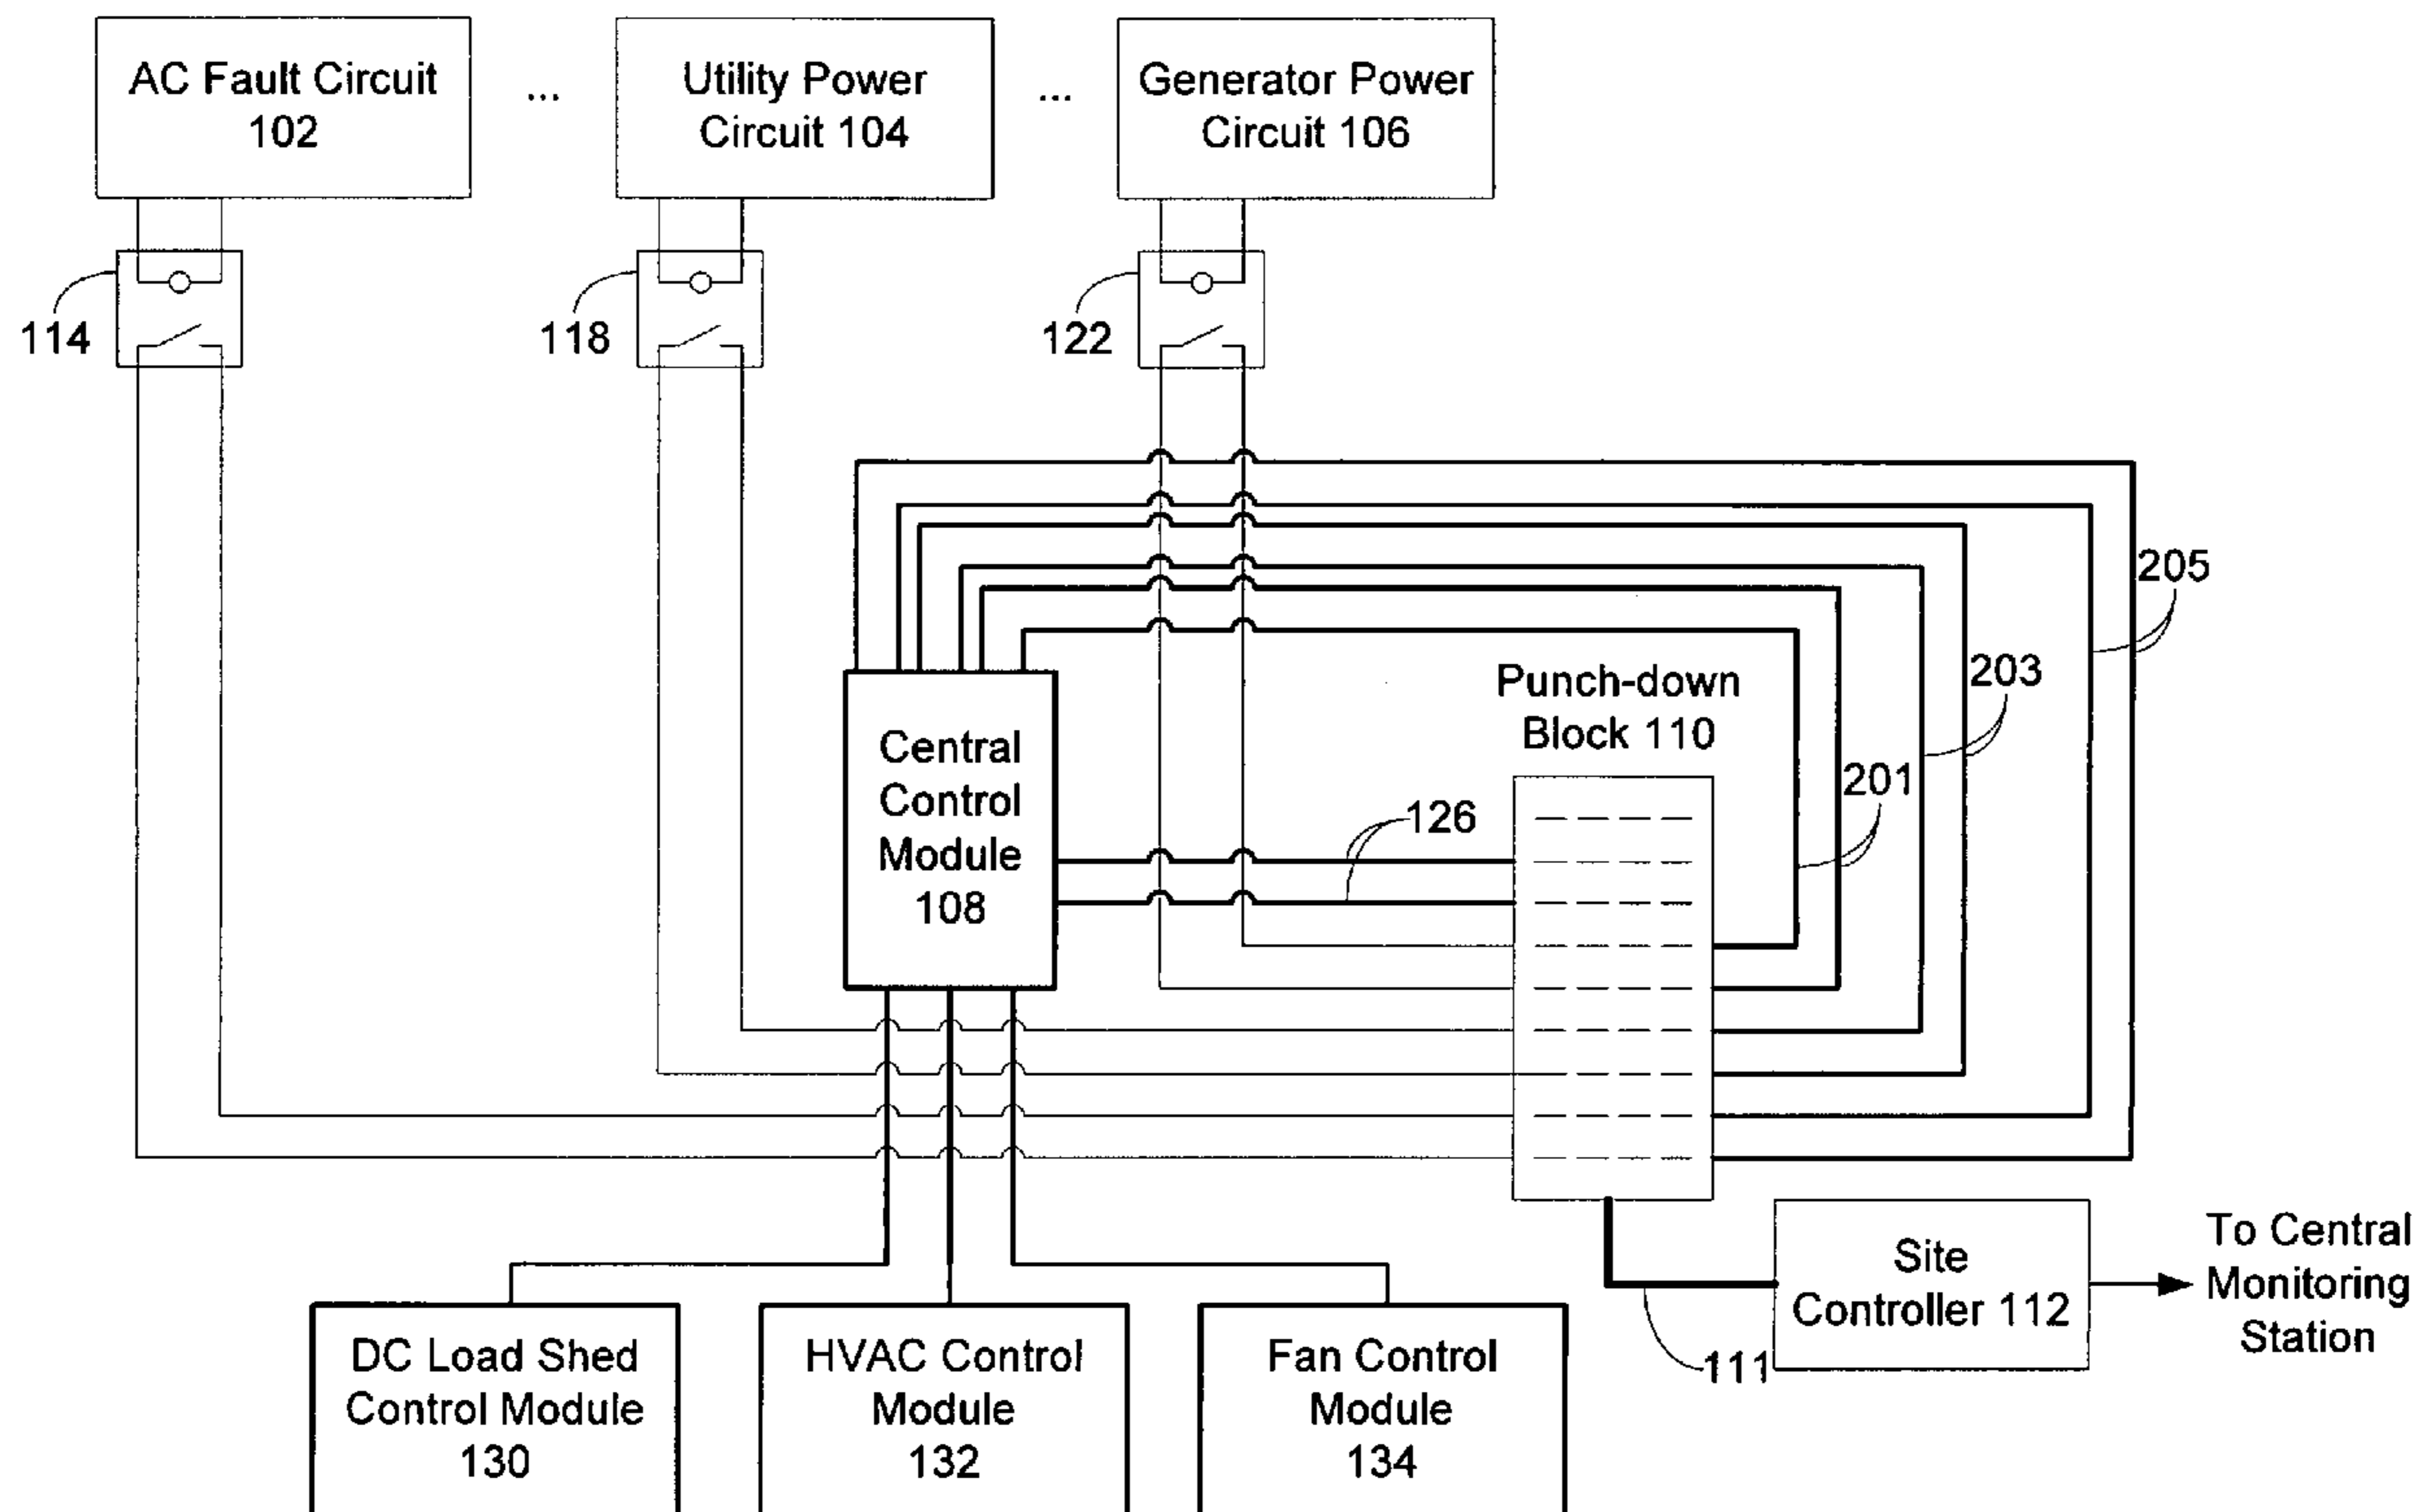 AC Fault Circuit
102
...
Utility Power
Circuit 104
...
Generator Power
Circuit 106
114
118
122
205
203
Punch-down
Block 110
201
126
Central
Control
Module
108
Site
Controller 112
To Central
Monitoring
Station
111
DC Load Shed
Control Module
130
HVAC Control
Module
132
Fan Control
Module
134